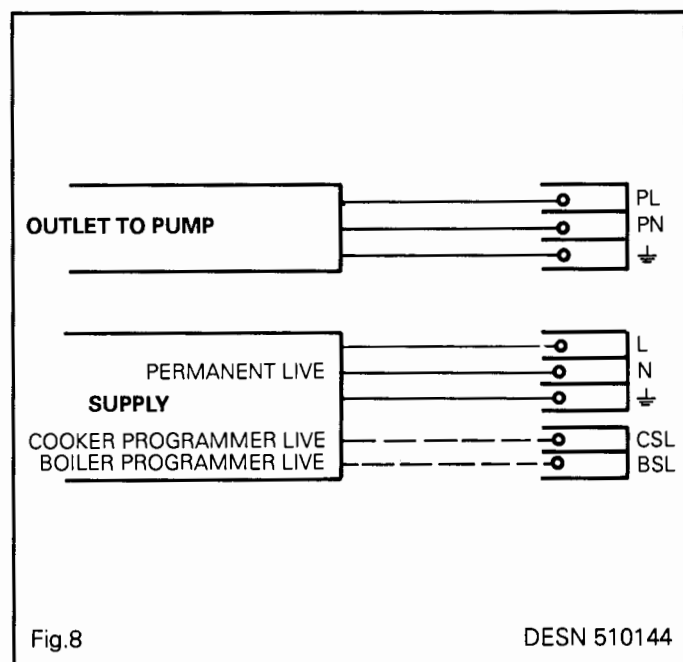 OUTLET TO PUMP
PL
PN
PERMANENT LIVE
SUPPLY
COOKER PROGRAMMER LIVE
BOILER PROGRAMMER LIVE
L
N
CSL
BSL
Fig.8
DESN 510144